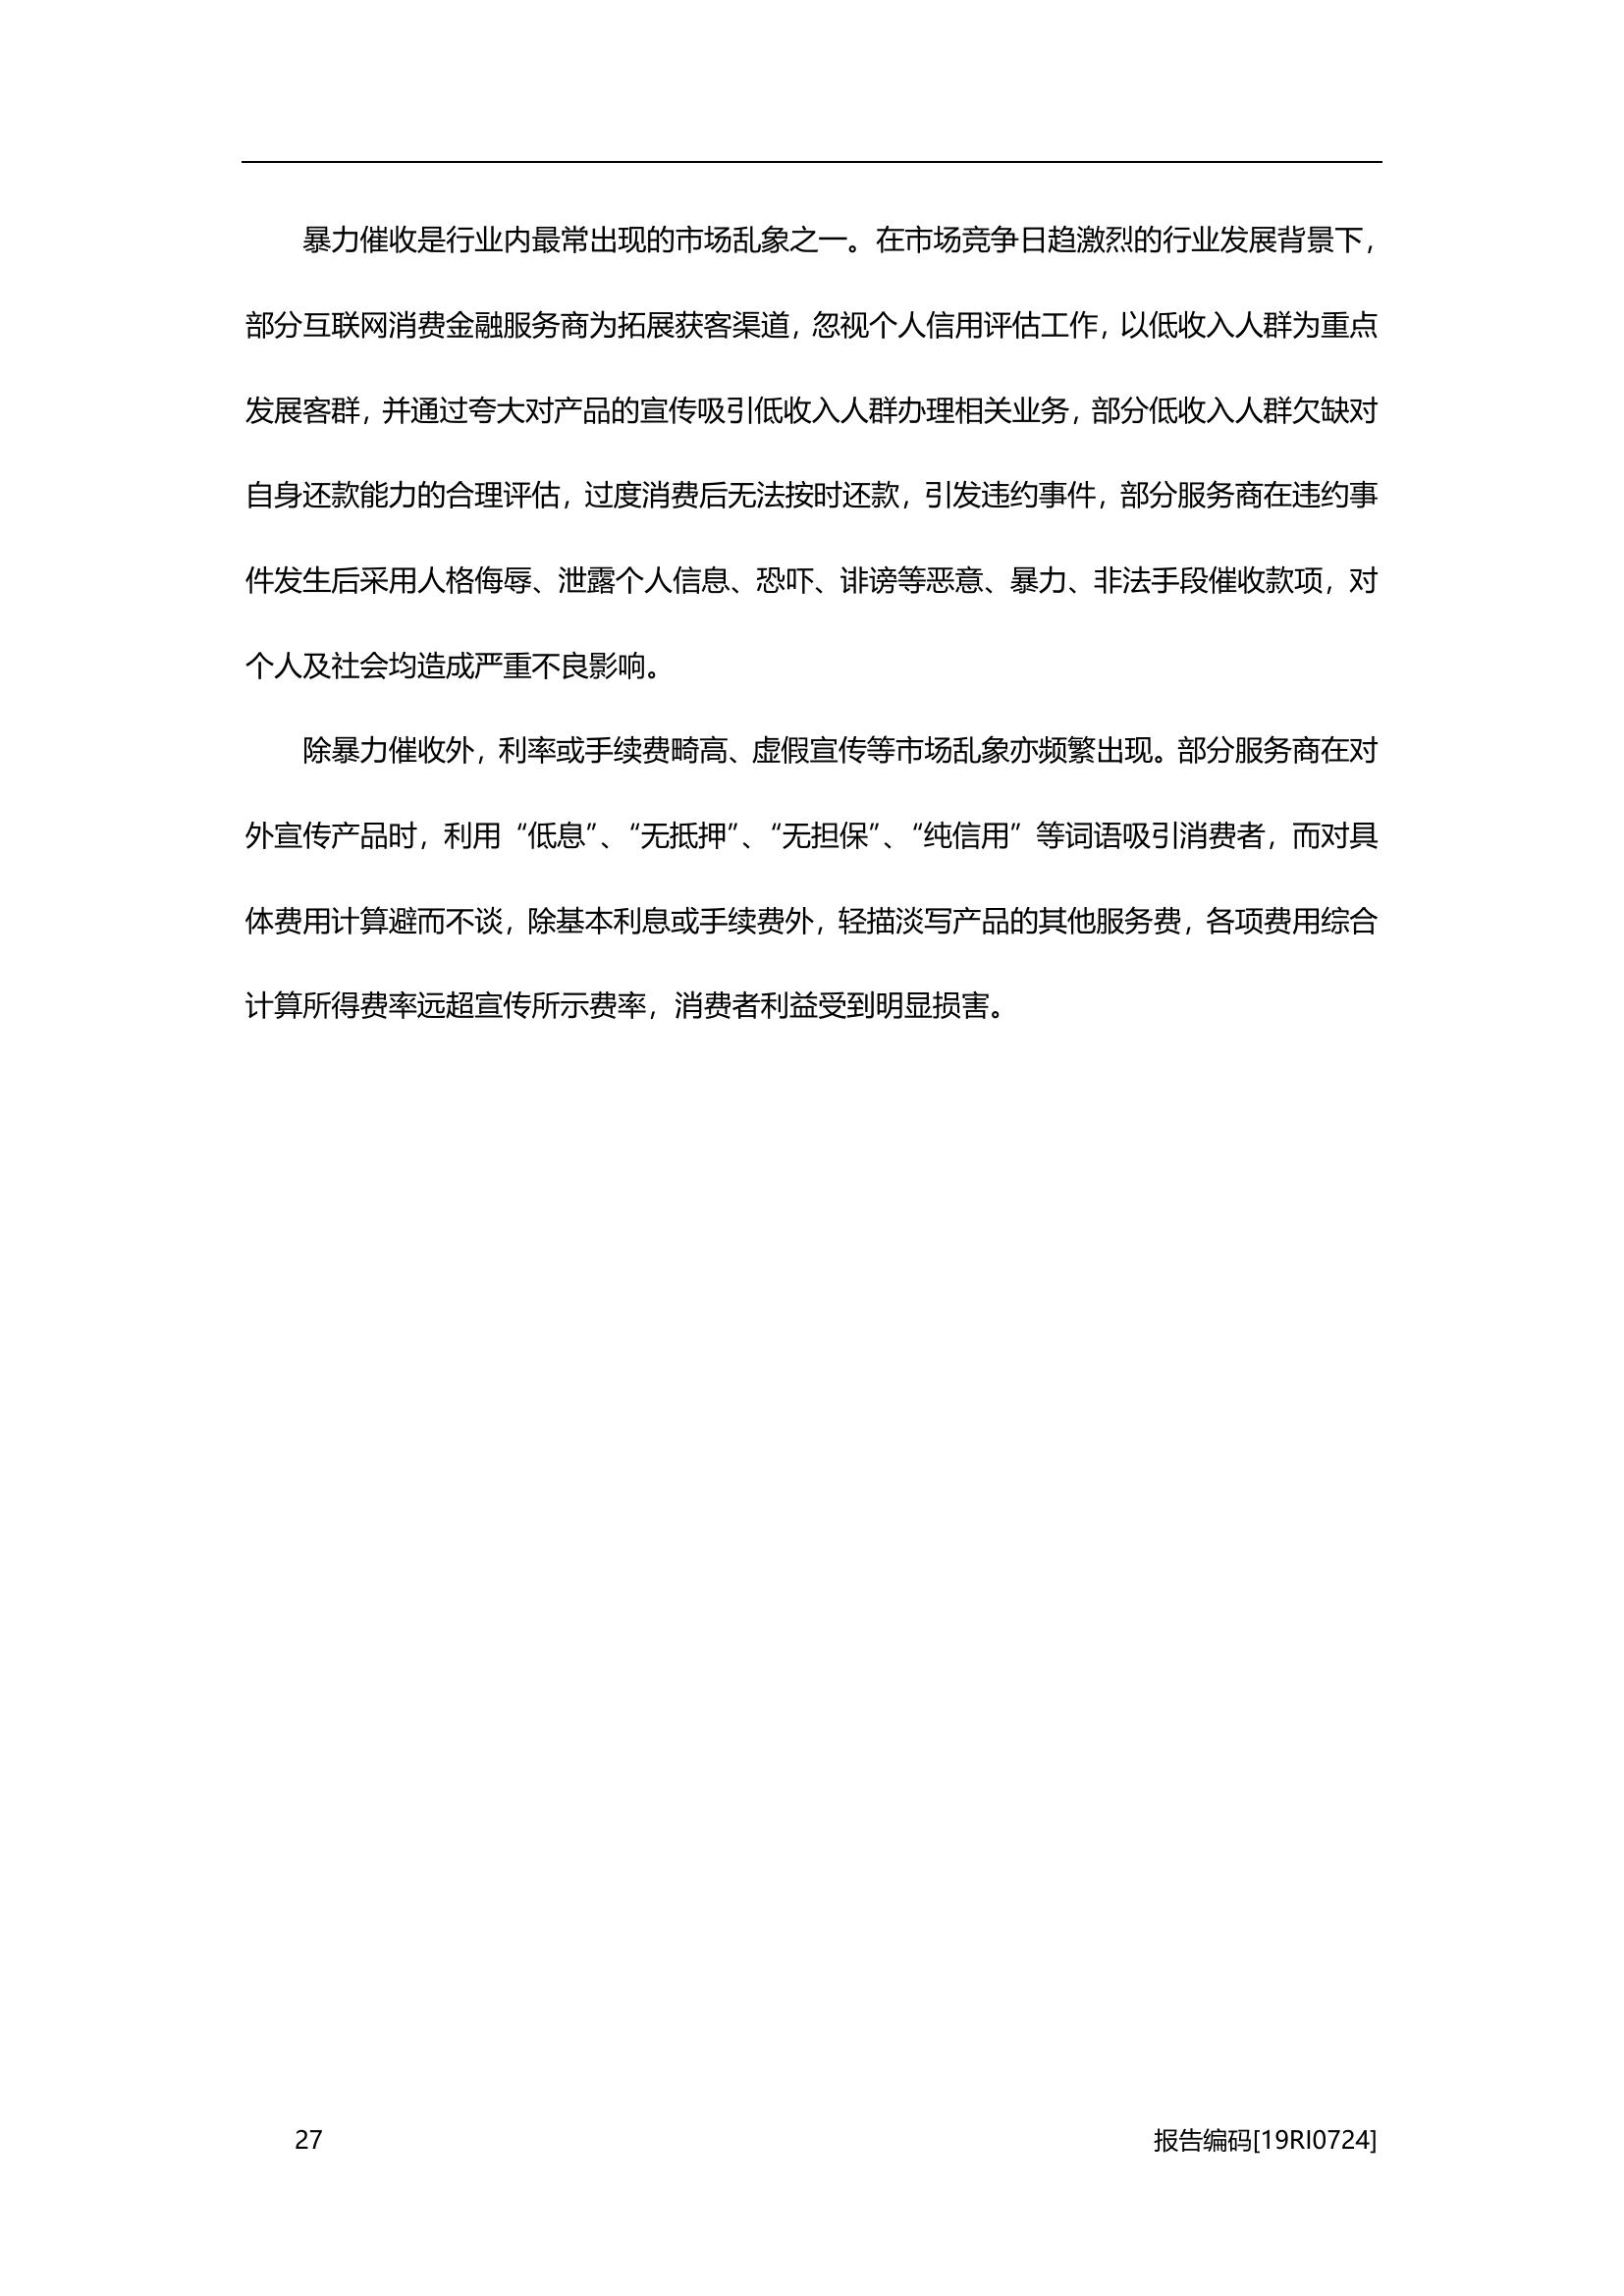 暴力催收是行业内最常出现的市场乱象之一。在市场竞争日趋激烈的行业发展背景下，
部分互联网消费金融服务商为拓展获客渠道，忽视个人信用评估工作，以低收入人群为重点
发展客群，并通过夸大对产品的宣传吸引低收入人群办理相关业务，部分低收入人群欠缺对
自身还款能力的合理评估，过度消费后无法按时还款，引发违约事件，部分服务商在违约事
件发生后采用人格侮辱、泄露个人信息、恐吓、诽谤等恶意、暴力、非法手段催收款项，对
个人及社会均造成严重不良影响。
除暴力催收外，利率或手续费畸高、虚假宣传等市场乱象亦频繁出现。部分服务商在对
外宣传产品时，利用“低息”、“无抵押”、“无担保”、“纯信用”等词语吸引消费者，而对具
体费用计算避而不谈，除基本利息或手续费外，轻描淡写产品的其他服务费，各项费用综合
计算所得费率远超宣传所示费率，消费者利益受到明显损害。
27 报告编码[19RI0724]